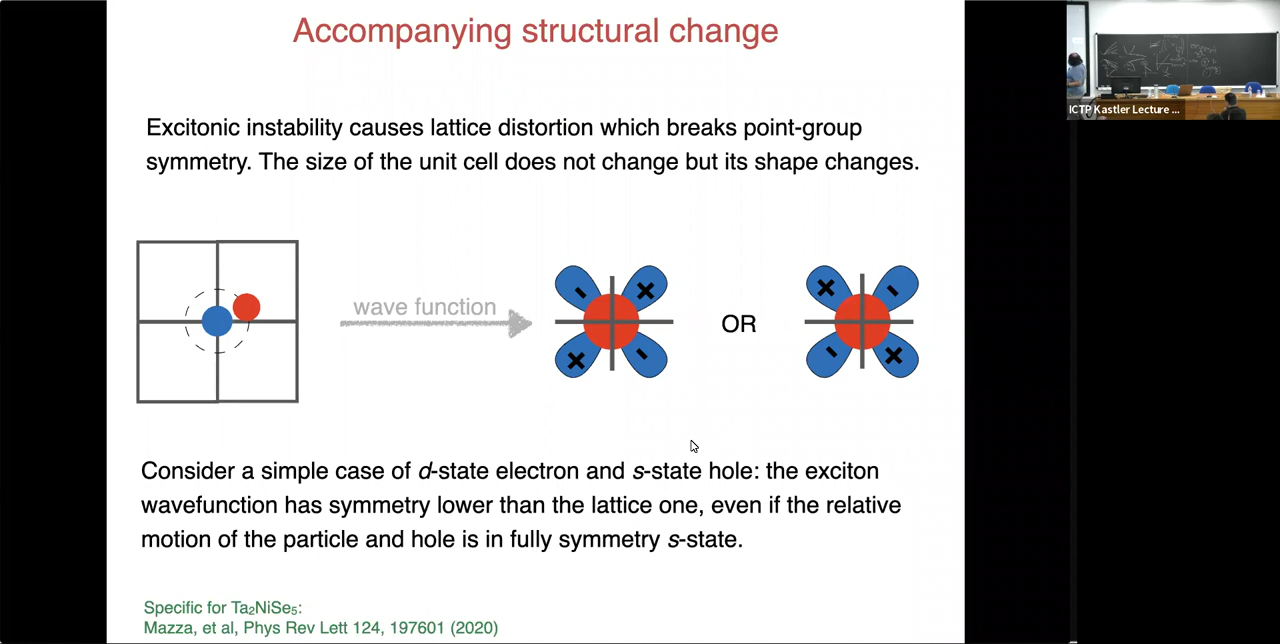 Accompanying structural change
ICTP Kastler Lecture ...
Excitonic instability causes lattice distortion which breaks point-group
symmetry. The size of the unit cell does not change but its shape changes.
wave function
OR
Consider a simple case of d-state electron and s-state hole: the exciton
wavefunction has symmetry lower than the lattice one, even if the relative
motion of the particle and hole is in fully symmetry s-state.
Specific for Ta₂NiSe₅:
Mazza, et al, Phys Rev Lett 124, 197601 (2020)